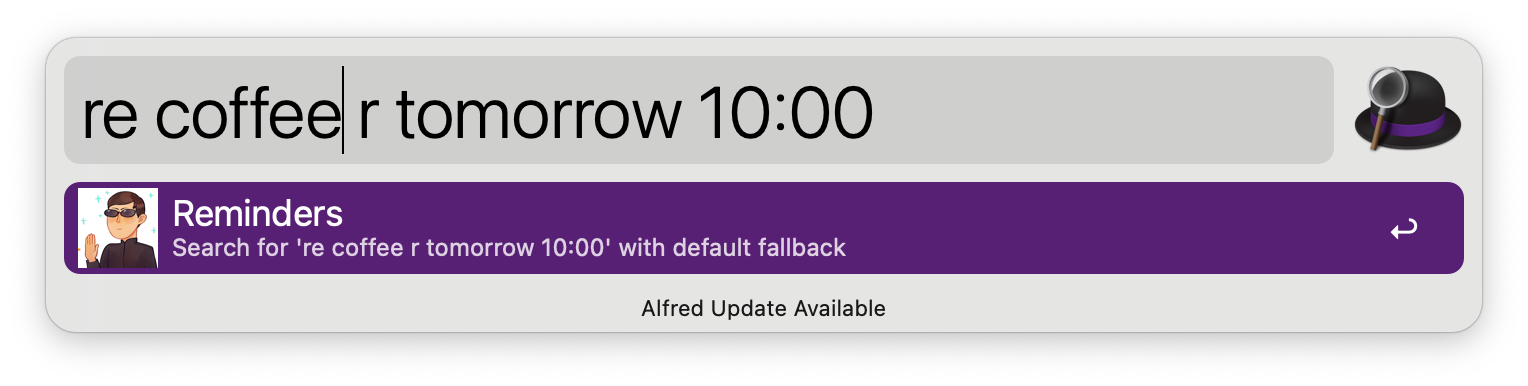 re coffee r tomorrow 10:00
Reminders
Search for 're coffee r tomorrow 10:00' with default fallback
Alfred Update Available